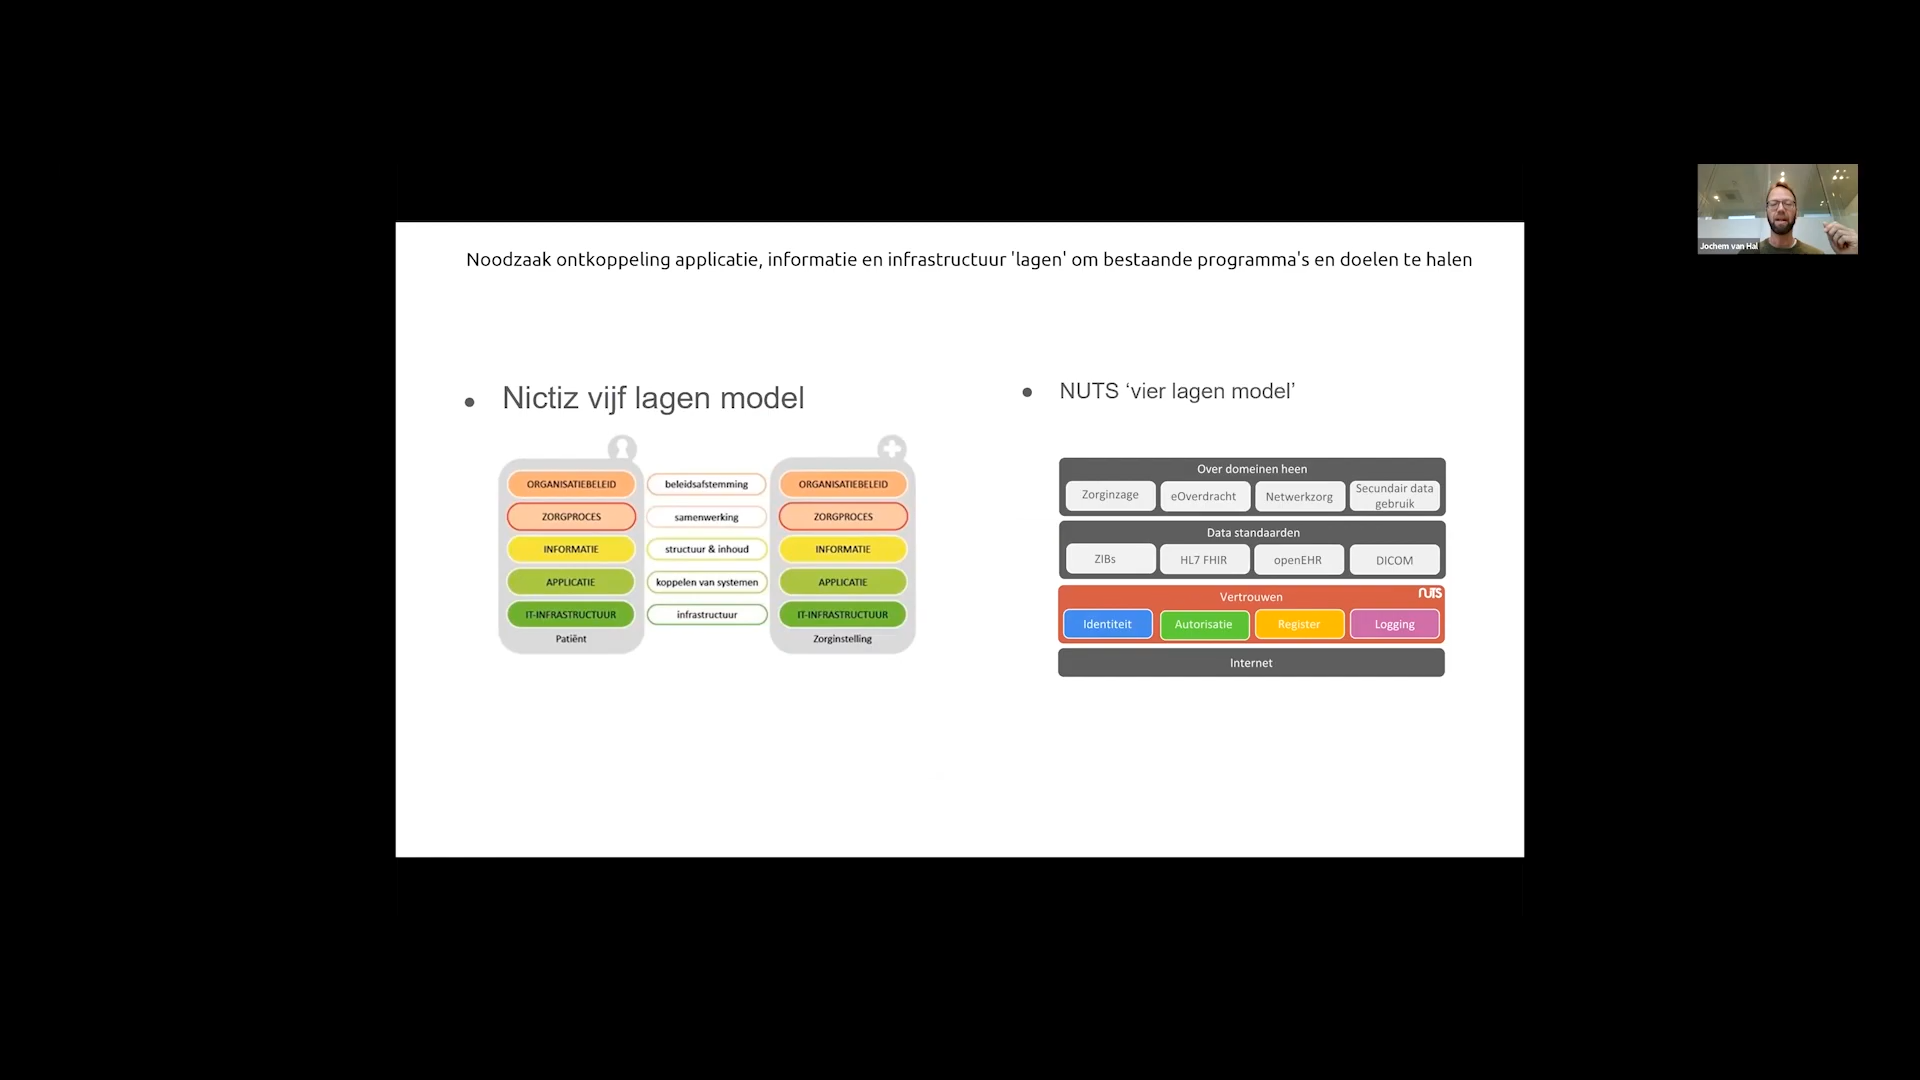 Noodzaak ontkoppeling applicatie, informatie en infrastructuur 'lagen' om bestaande programma's en doelen te halen
Jochem van Hal
• Nictiz vijf lagen model
ORGANISATIEBELEID beleidsafstemming ORGANISATIEBELEID
ZORGPROCES samenwerking ZORGPROCES
INFORMATIE structuur & inhoud INFORMATIE
APPLICATIE koppelen van systemen APPLICATIE
IT-INFRASTRUCTUUR infrastructuur IT-INFRASTRUCTUUR
Patiënt Zorginstelling
• NUTS ‘vier lagen model’
Over domeinen heen
Zorginzage eOverdracht Netwerkzorg Secundair data
gebruik
Data standaarden
ZIBs HL7 FHIR openEHR DICOM
Vertrouwen nuts
Identiteit Autorisatie Register Logging
Internet